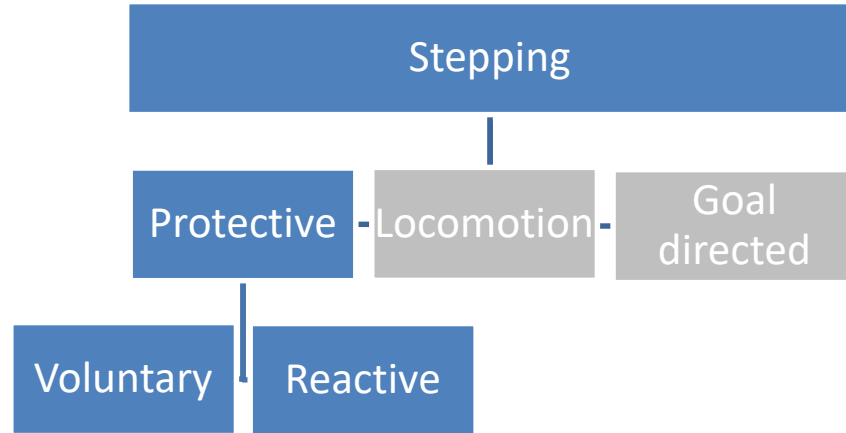 Stepping
Protective
Locomotion
Goal
directed
Voluntary
Reactive